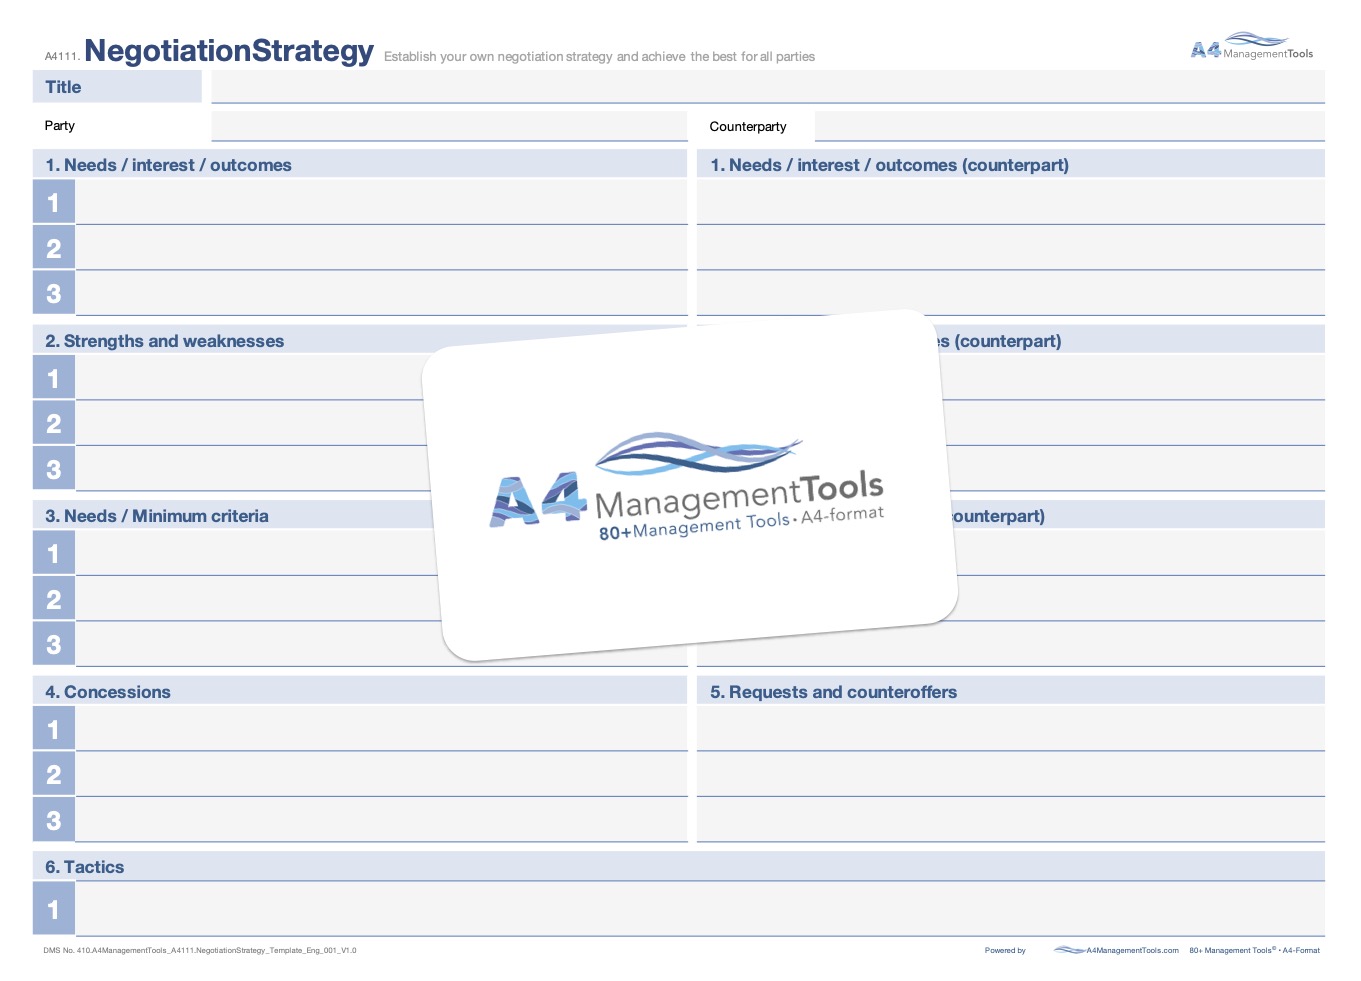 A4111. NegotiationStrategy Establish your own negotiation strategy and achieve the best for all parties
A4 ManagementTools
Title
Party
Counterparty
1. Needs / interest / outcomes
1. Needs / interest / outcomes (counterpart)
1
2
3
2. Strengths and weaknesses
(counterpart)
1
2
3
3. Needs / Minimum criteria
1
2
3
A4 ManagementTools
80+Management Tools • A4-format
4. Concessions
5. Requests and counteroffers
1
2
3
6. Tactics
1
DMS No. 410.A4ManagementTools_A4111.NegotiationStrategy_Template_Eng_001_V1.0
Powered by A4ManagementTools.com 80+ Management Tools® • A4-Format